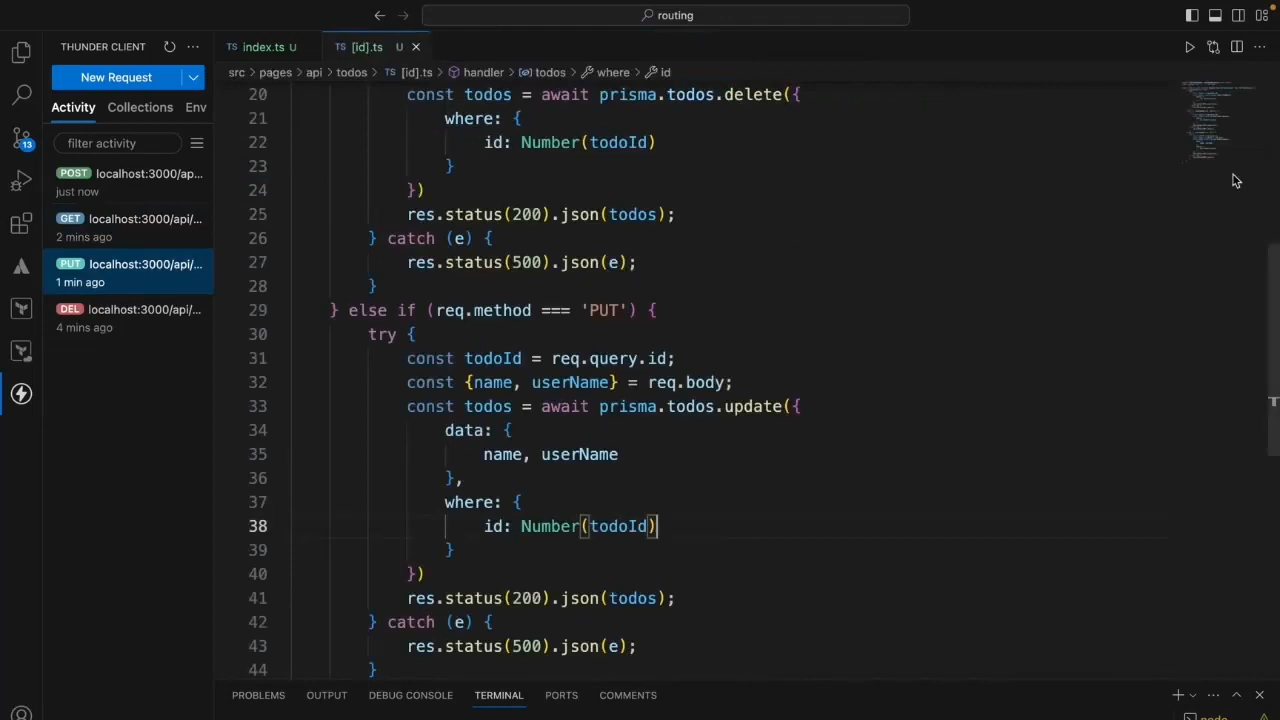 routing
THUNDER CLIENT
New Request
Activity Collections Env
filter activity
POST localhost:3000/ap...
just now
GET localhost:3000/api/...
2 mins ago
PUT localhost:3000/api/...
1 min ago
DEL localhost:3000/api/...
4 mins ago
13
TS index.ts U
TS [id].ts U
src > pages > api > todos > TS [id].ts > handler > todos > where > id
20 const todos = await prisma.todos.delete({
21 where: {
22 id: Number(todoId)
23 }
24 })
25 res.status(200).json(todos);
26 } catch (e) {
27 res.status(500).json(e);
28 }
29 } else if (req.method === 'PUT') {
30 try {
31 const todoId = req.query.id;
32 const {name, userName} = req.body;
33 const todos = await prisma.todos.update({
34 data: {
35 name, userName
36 },
37 where: {
38 id: Number(todoId)
39 }
40 })
41 res.status(200).json(todos);
42 } catch (e) {
43 res.status(500).json(e);
44 }
PROBLEMS OUTPUT DEBUG CONSOLE TERMINAL PORTS COMMENTS
node